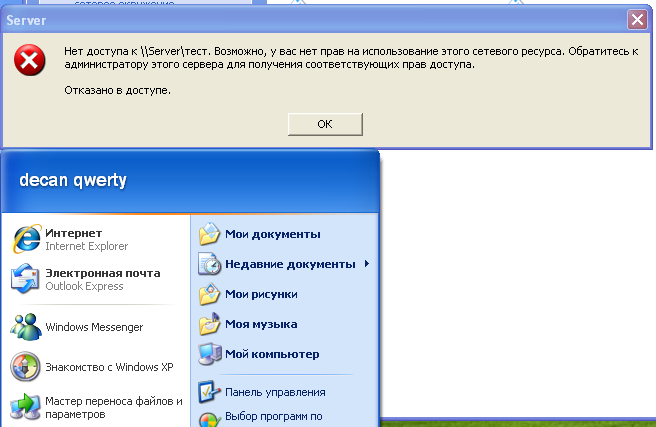 сетевое окружение
Server
Нет доступа к \\Server\тест. Возможно, у вас нет прав на использование этого сетевого ресурса. Обратитесь к
администратору этого сервера для получения соответствующих прав доступа.
Отказано в доступе.
ОК
decan qwerty
Интернет
Internet Explorer
Электронная почта
Outlook Express
Windows Messenger
Знакомство с Windows XP
Мастер переноса файлов и
параметров
Мои документы
Недавние документы
Мои рисунки
Моя музыка
Мой компьютер
Панель управления
Выбор программ по